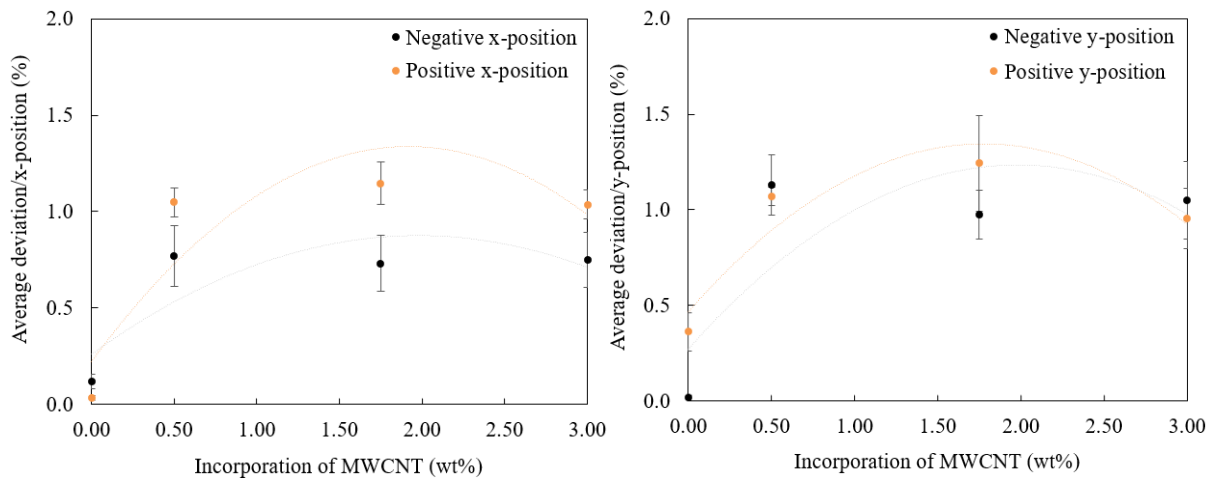 2.0
1.5
1.0
0.5
0.0
Average deviation/x-position (%)
Negative x-position
Positive x-position
0.00 0.50 1.00 1.50 2.00 2.50 3.00
Incorporation of MWCNT (wt%)
2.0
1.5
1.0
0.5
0.0
Average deviation/y-position (%)
Negative y-position
Positive y-position
0.00 0.50 1.00 1.50 2.00 2.50 3.00
Incorporation of MWCNT (wt%)